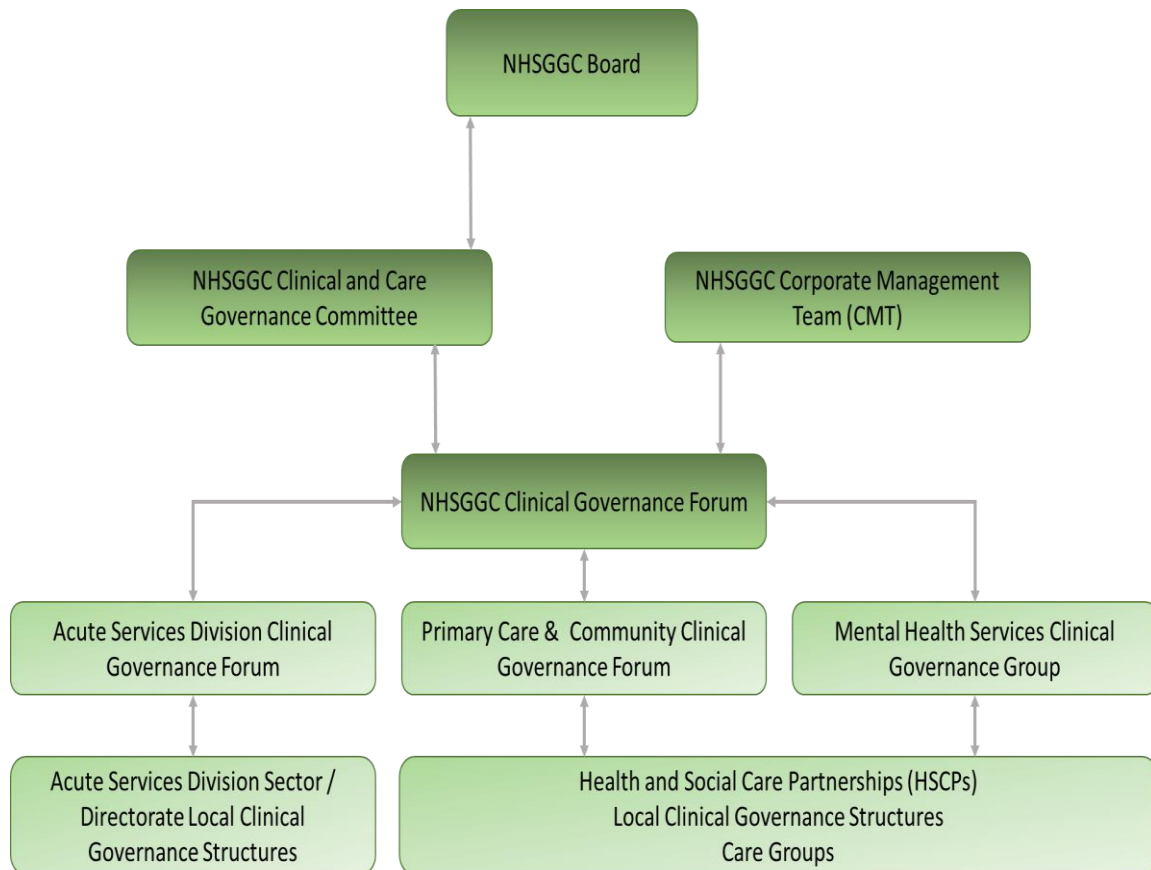 NHSGGC Board
NHSGGC Clinical and Care
Governance Committee
NHSGGC Corporate Management
Team (CMT)
NHSGGC Clinical Governance Forum
Acute Services Division Clinical
Governance Forum
Primary Care & Community Clinical
Governance Forum
Mental Health Services Clinical
Governance Group
Acute Services Division Sector /
Directorate Local Clinical
Governance Structures
Health and Social Care Partnerships (HSCPs)
Local Clinical Governance Structures
Care Groups